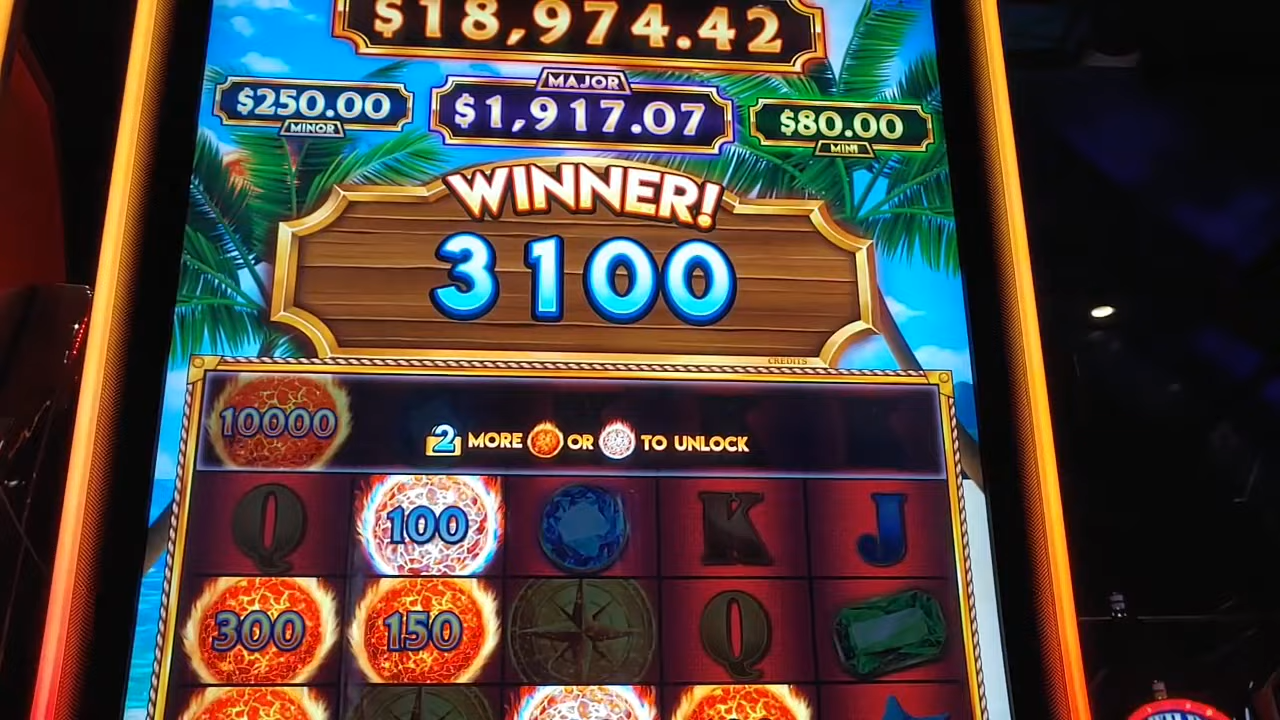 $18,974.42
MAJOR
$250.00
MINOR
$1,917.07
$80.00
MINI
WINNER!
3100
CREDITS
10000
2 MORE OR TO UNLOCK
Q
100
K
J
300
150
Q